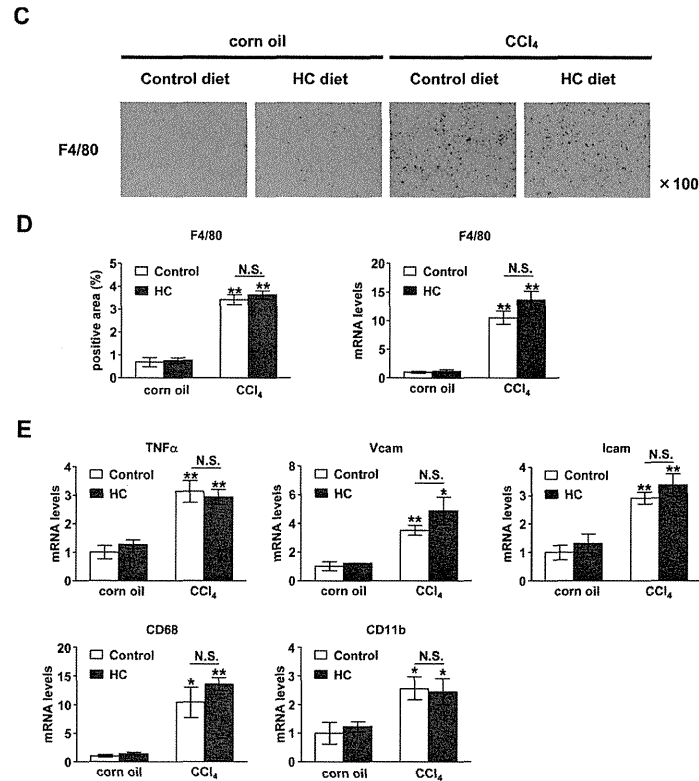 C
corn oil CCl4
Control diet HC diet Control diet HC diet
F4/80
× 100
D
F4/80
positive area (%)
5
4
3
2
1
0
Control
HC
N.S.
** **
corn oil CCl4
F4/80
mRNA levels
20
15
10
5
0
Control
HC
N.S.
** **
corn oil CCl4
E
TNFα
mRNA levels
4
3
2
1
0
Control
HC
N.S.
** **
corn oil CCl4
Vcam
mRNA levels
8
6
4
2
0
Control
HC
N.S.
** *
corn oil CCl4
Icam
mRNA levels
4
3
2
1
0
Control
HC
N.S.
** **
corn oil CCl4
CD68
mRNA levels
15
10
5
0
Control
HC
N.S.
* **
corn oil CCl4
CD11b
mRNA levels
4
3
2
1
0
Control
HC
N.S.
* *
corn oil CCl4